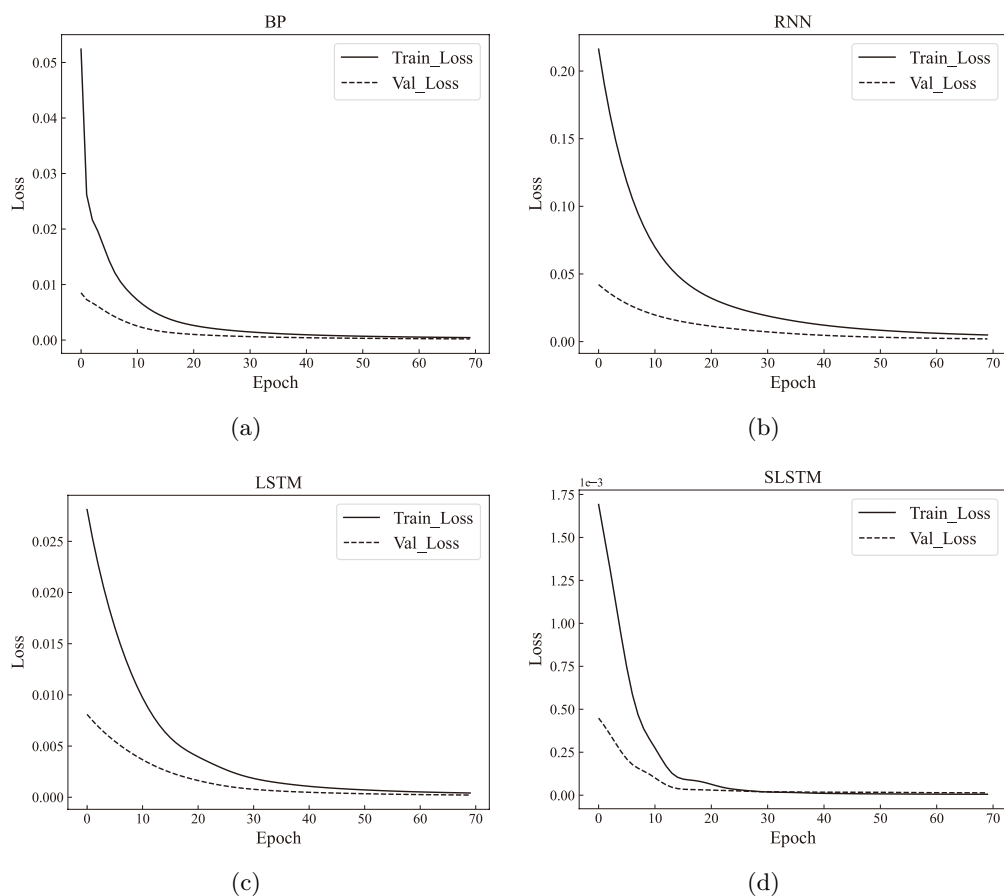 BP
0.05
0.04
0.03
0.02
0.01
0.00
Loss
0 10 20 30 40 50 60 70
Epoch
Train_Loss
Val_Loss
(a)
RNN
0.20
0.15
0.10
0.05
0.00
Loss
0 10 20 30 40 50 60 70
Epoch
Train_Loss
Val_Loss
(b)
LSTM
0.025
0.020
0.015
0.010
0.005
0.000
Loss
0 10 20 30 40 50 60 70
Epoch
Train_Loss
Val_Loss
(c)
SLSTM
1e−3
1.75
1.50
1.25
1.00
0.75
0.50
0.25
0.00
Loss
0 10 20 30 40 50 60 70
Epoch
Train_Loss
Val_Loss
(d)